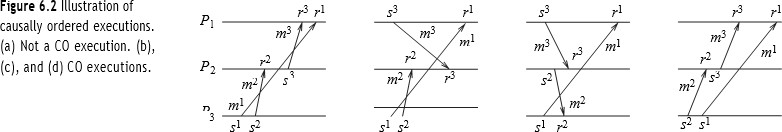 Figure 6.2 Illustration of
causally ordered executions.
(a) Not a CO execution. (b),
(c), and (d) CO executions.
P1
P2
P3
r³ r¹
m³
r²
s³
m²
m¹
s¹ s²
s³
r¹
m³
m¹
r²
r³
m²
s¹ s²
s³
r¹
m³
m¹
r³
s²
m²
s¹
r²
r³
r¹
m³
m¹
r²
s³
m²
s² s¹